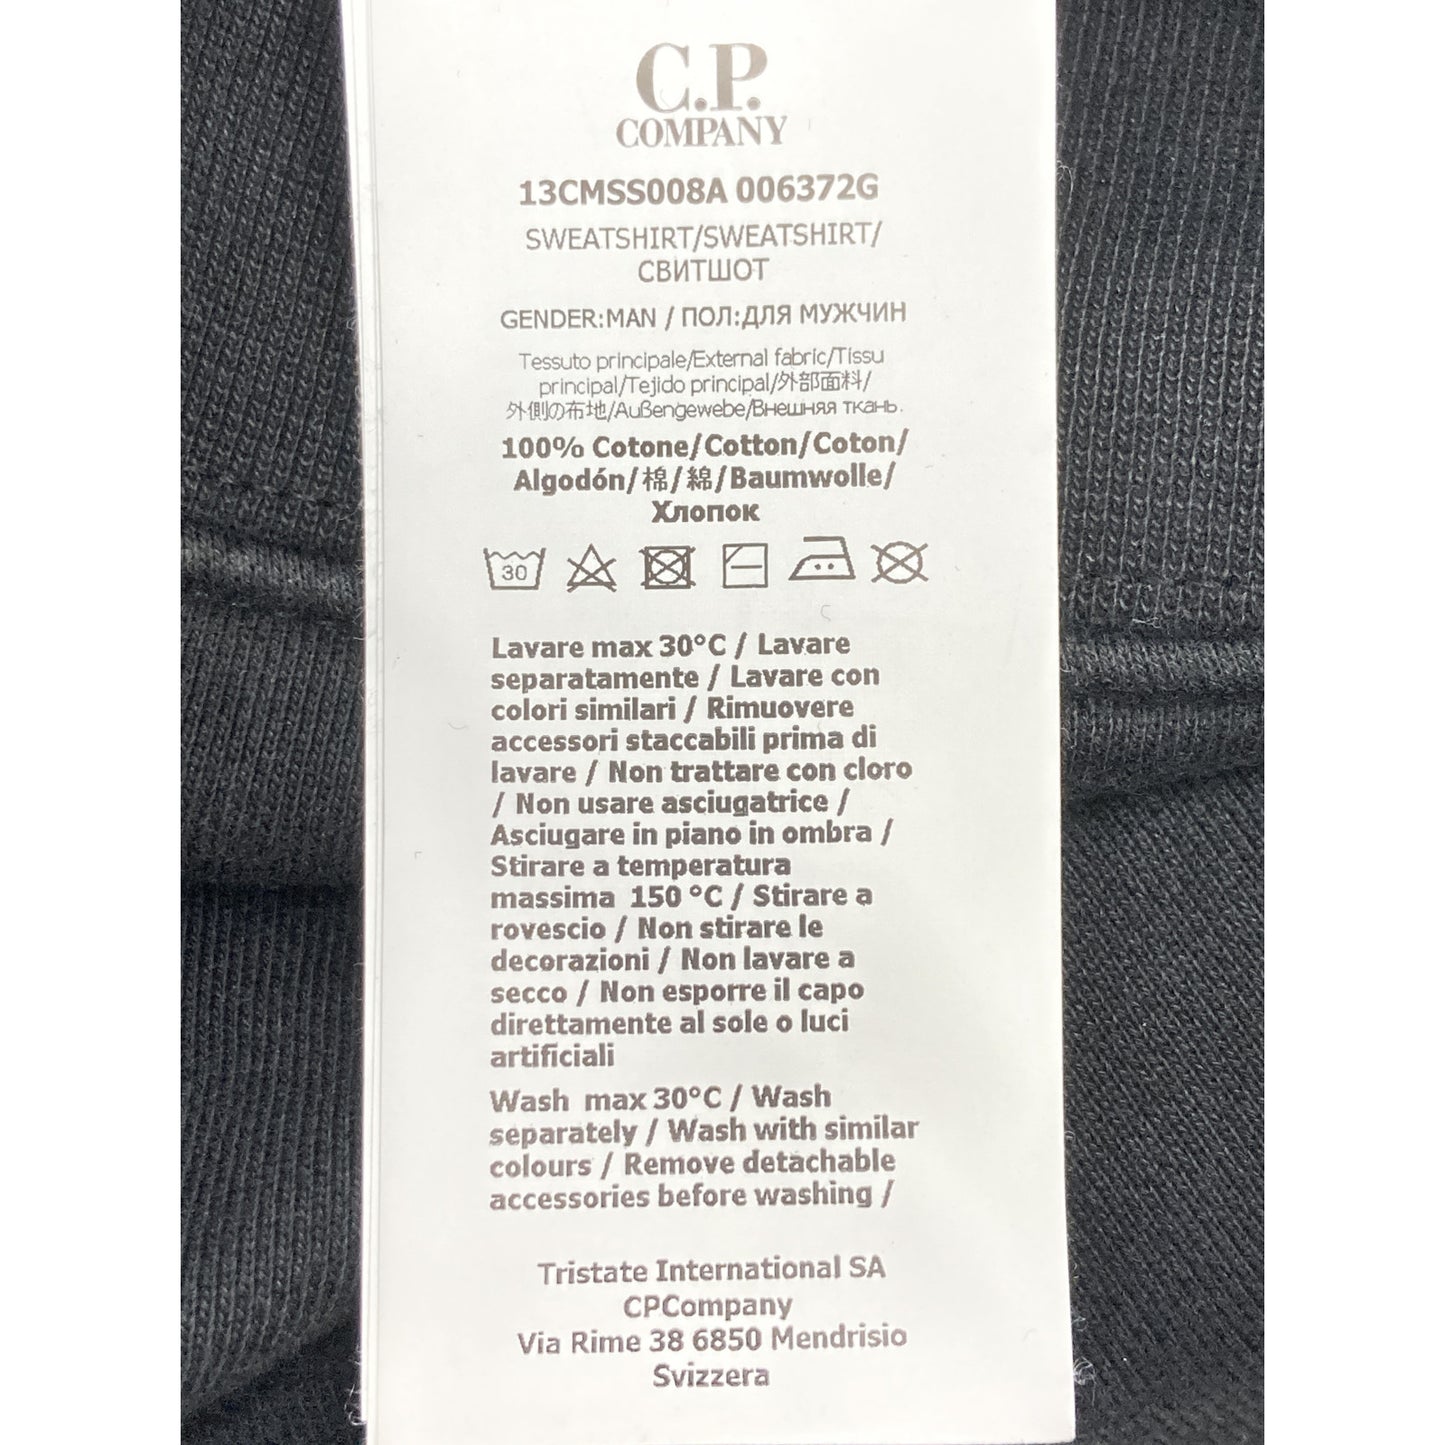 C.P.
COMPANY
13CMSS008A 006372G
SWEATSHIRT/SWEATSHIRT/
СВИТШОТ
GENDER:MAN / ПОЛ:ДЛЯ МУЖЧИН
Tessuto principale/External fabric/Tissu
principal/Tejido principal/外部面料/
外側の布地/Außengewebe/Внешняя ткань.
100% Cotone/Cotton/Coton/
Algodón/棉/綿/Baumwolle/
Хлопок
30
Lavare max 30°C / Lavare
separatamente / Lavare con
colori similari / Rimuovere
accessori staccabili prima di
lavare / Non trattare con cloro
/ Non usare asciugatrice /
Asciugare in piano in ombra /
Stirare a temperatura
massima 150 °C / Stirare a
rovescio / Non stirare le
decorazioni / Non lavare a
secco / Non esporre il capo
direttamente al sole o luci
artificiali
Wash max 30°C / Wash
separately / Wash with similar
colours / Remove detachable
accessories before washing /
Tristate International SA
CPCompany
Via Rime 38 6850 Mendrisio
Svizzera